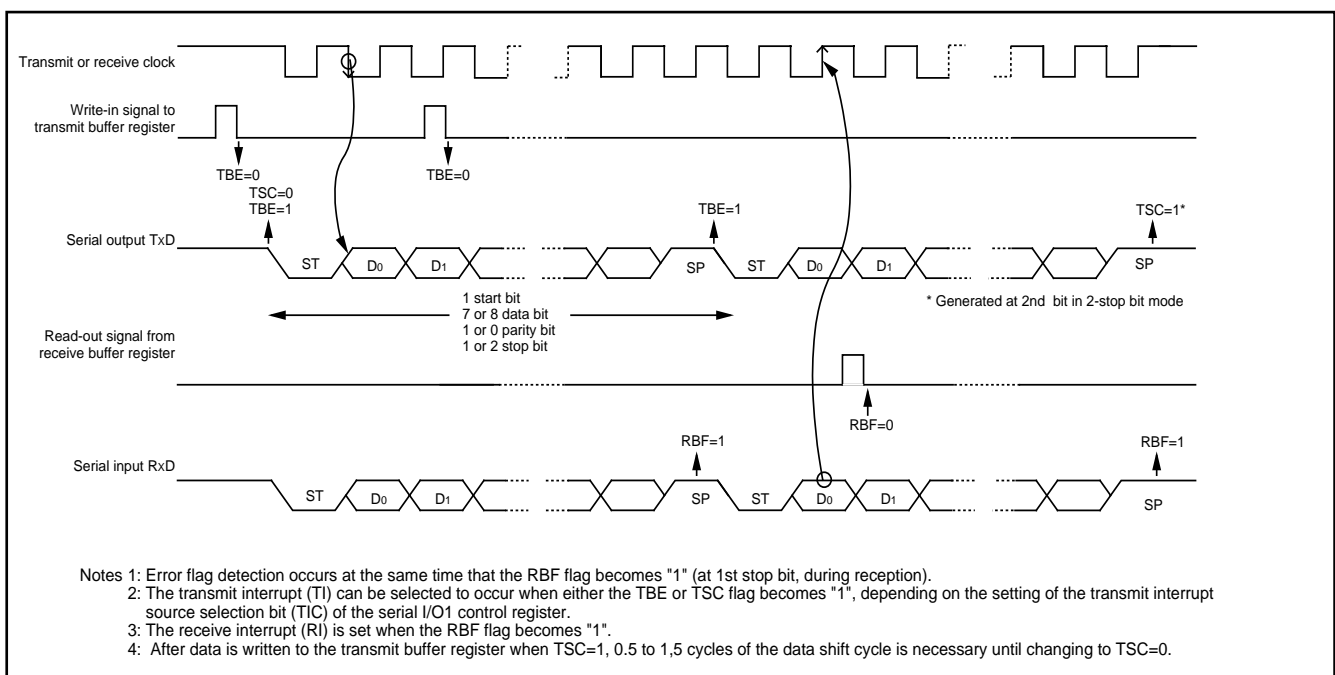 Transmit or receive clock
Write-in signal to
transmit buffer register
TBE=0
TBE=0
TSC=0
TBE=1
TBE=1
TSC=1*
Serial output TxD
ST
D0
D1
SP
ST
D0
D1
SP
1 start bit
7 or 8 data bit
1 or 0 parity bit
1 or 2 stop bit
* Generated at 2nd bit in 2-stop bit mode
Read-out signal from
receive buffer register
RBF=0
RBF=1
RBF=1
Serial input RxD
ST
D0
D1
SP
ST
D0
D1
SP
Notes 1: Error flag detection occurs at the same time that the RBF flag becomes "1" (at 1st stop bit, during reception).
2: The transmit interrupt (TI) can be selected to occur when either the TBE or TSC flag becomes "1", depending on the setting of the transmit interrupt
source selection bit (TIC) of the serial I/O1 control register.
3: The receive interrupt (RI) is set when the RBF flag becomes "1".
4: After data is written to the transmit buffer register when TSC=1, 0.5 to 1,5 cycles of the data shift cycle is necessary until changing to TSC=0.